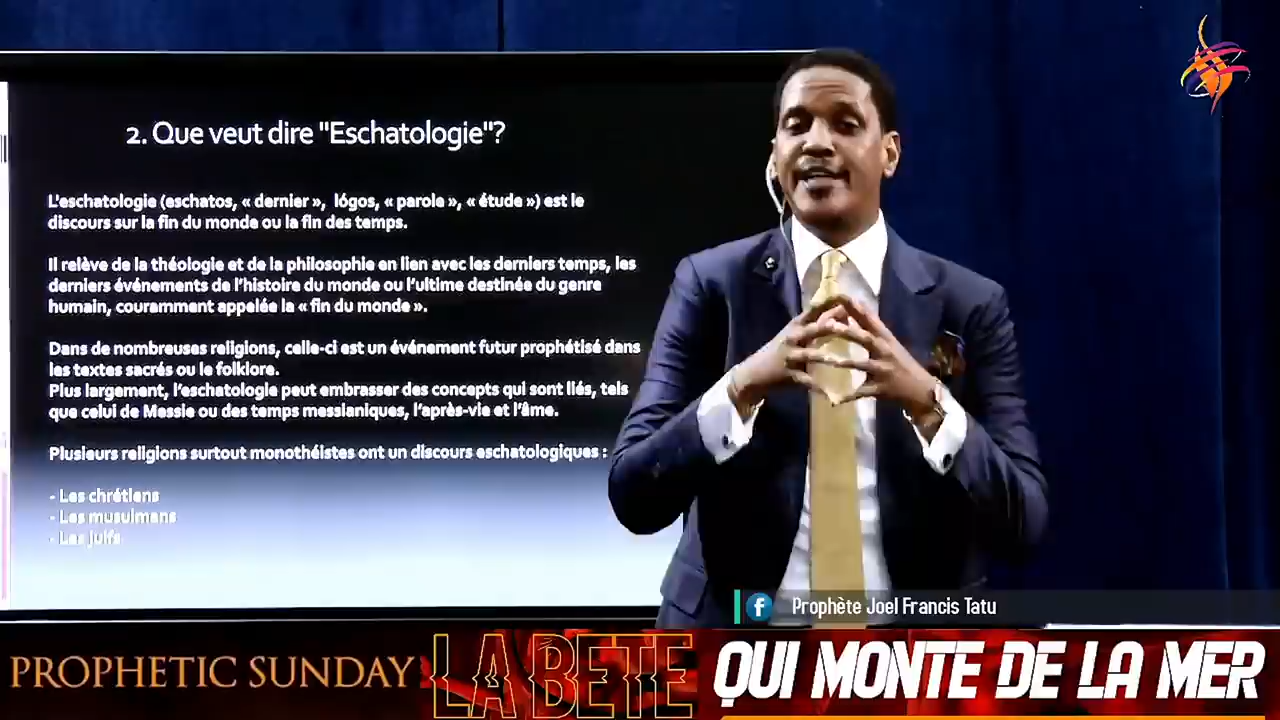 2. Que veut dire "Eschatologie"?
L'eschatologie (eschatos, « dernier », lógos, « parole », « étude ») est le
discours sur la fin du monde ou la fin des temps.
Il relève de la théologie et de la philosophie en lien avec les derniers temps, les
derniers événements de l'histoire du monde ou l'ultime destinée du genre
humain, couramment appelée la « fin du monde ».
Dans de nombreuses religions, celle-ci est un événement futur prophétisé dans
les textes sacrés ou le folklore.
Plus largement, l'eschatologie peut embrasser des concepts qui sont liés, tels
que celui de Messie ou des temps messianiques, l'après-vie et l'âme.
Plusieurs religions surtout monothéistes ont un discours eschatologiques :
- Les chrétiens
- Les musulmans
- Les juifs
f Prophète Joel Francis Tatu
PROPHETIC SUNDAY LA BETE QUI MONTE DE LA MER